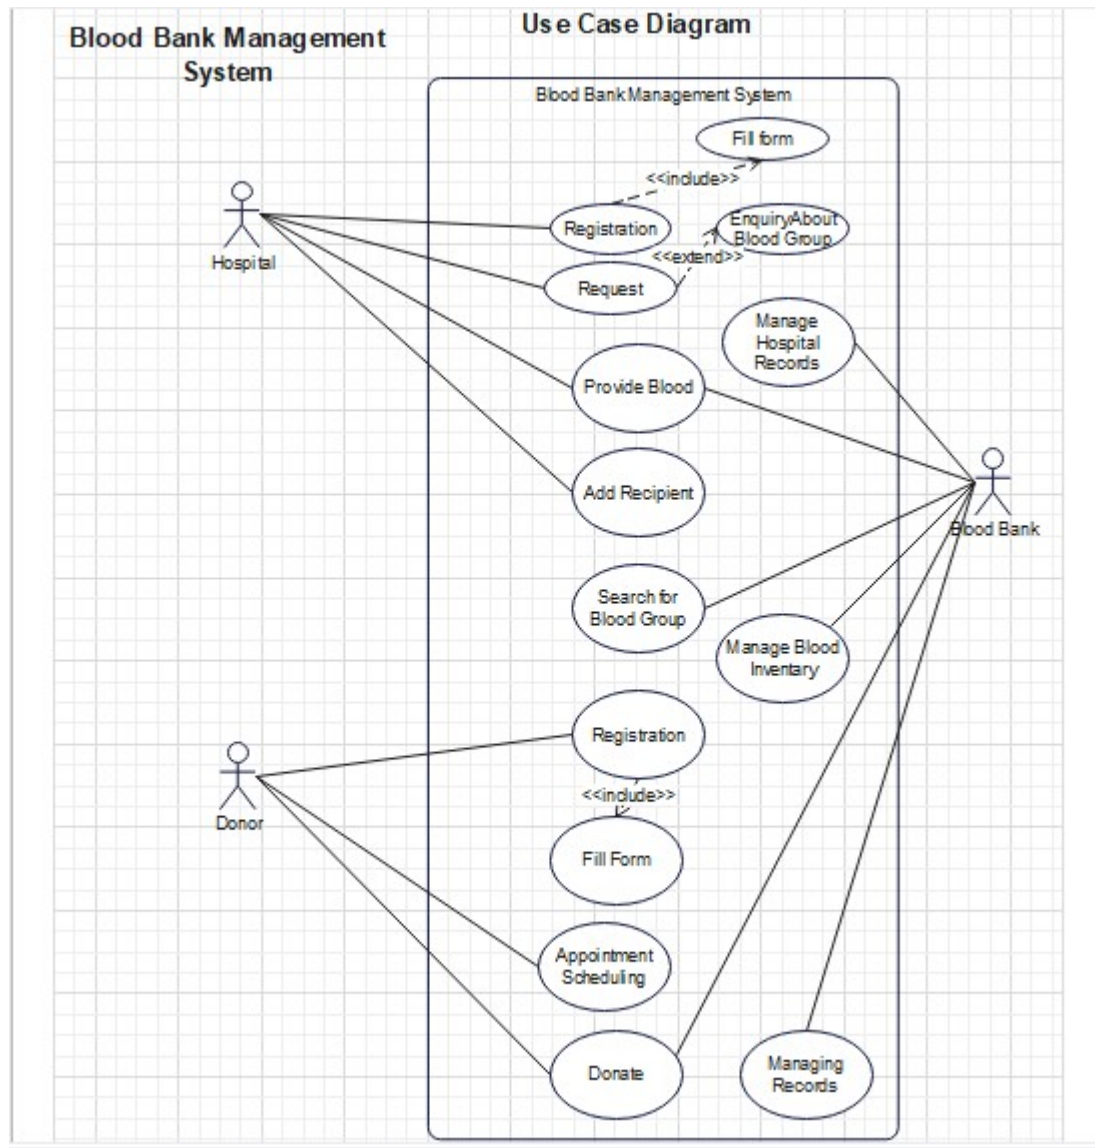 Blood Bank Management
System
Use Case Diagram
Blood Bank Management System
Fill form
<<include>>
Registration
EnquiryAbout
Blood Group
<<extend>>
Hospital
Request
Manage
Hospital
Records
Provide Blood
Add Recipient
Blood Bank
Search for
Blood Group
Manage Blood
Inventory
Registration
<<include>>
Donor
Fill Form
Appointment
Scheduling
Donate
Managing
Records